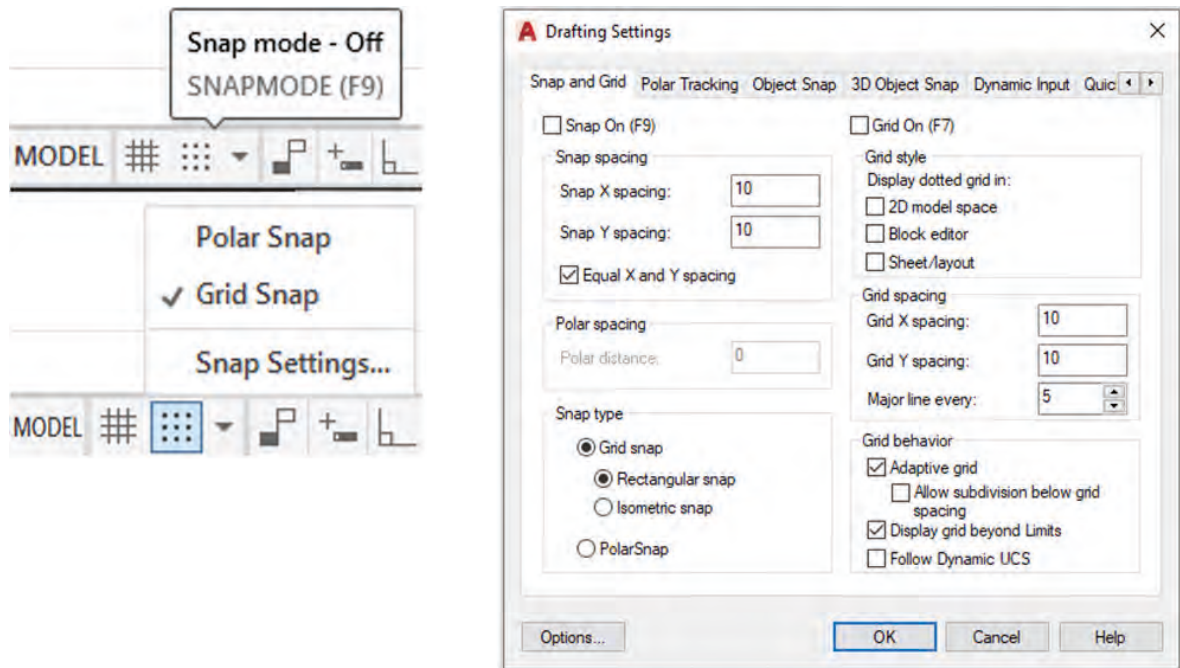 Snap mode - Off
SNAPMODE (F9)
MODEL
Polar Snap
Grid Snap
Snap Settings...
MODEL
A Drafting Settings
Snap and Grid Polar Tracking Object Snap 3D Object Snap Dynamic Input Quic
Snap On (F9)
Snap spacing
Snap X spacing: 10
Snap Y spacing: 10
Equal X and Y spacing
Polar spacing
Polar distance: 0
Snap type
Grid snap
Rectangular snap
Isometric snap
PolarSnap
Grid On (F7)
Grid style
Display dotted grid in:
2D model space
Block editor
Sheet/layout
Grid spacing
Grid X spacing: 10
Grid Y spacing: 10
Major line every: 5
Grid behavior
Adaptive grid
Allow subdivision below grid
spacing
Display grid beyond Limits
Follow Dynamic UCS
Options... OK Cancel Help